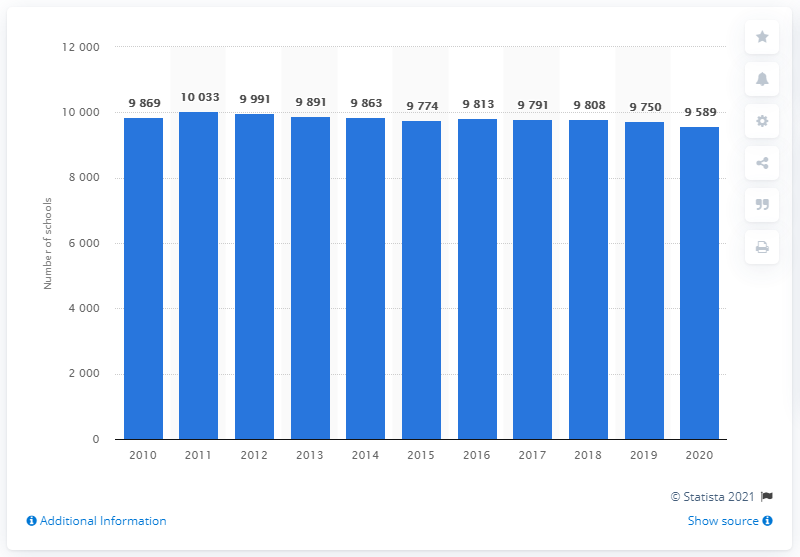 12 000
10 000
8 000
6 000
4 000
2 000
0
Number of schools
9 869 10 033 9 991 9 891 9 863 9 774 9 813 9 791 9 808 9 750 9 589
2010 2011 2012 2013 2014 2015 2016 2017 2018 2019 2020
© Statista 2021
Additional Information
Show source